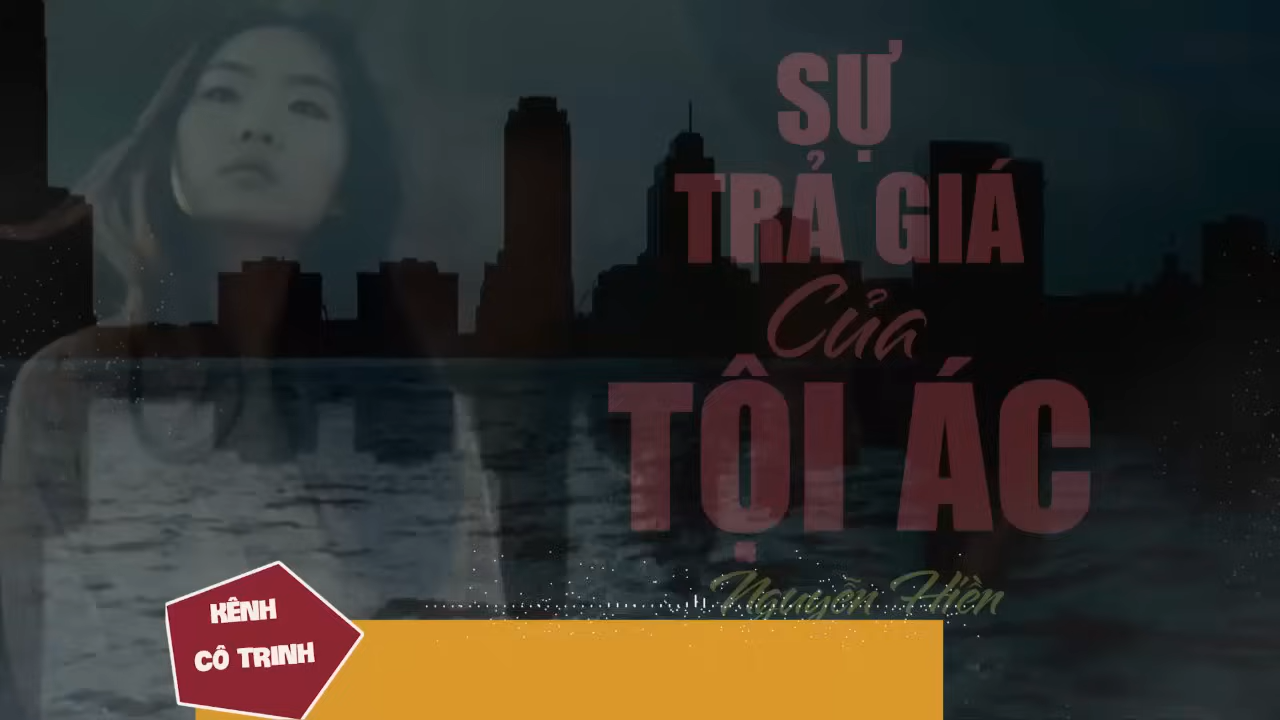 SỰ
TRẢ GIÁ
Của
TỘI ÁC
Nguyễn Hiền
KÊNH
CÔ TRINH